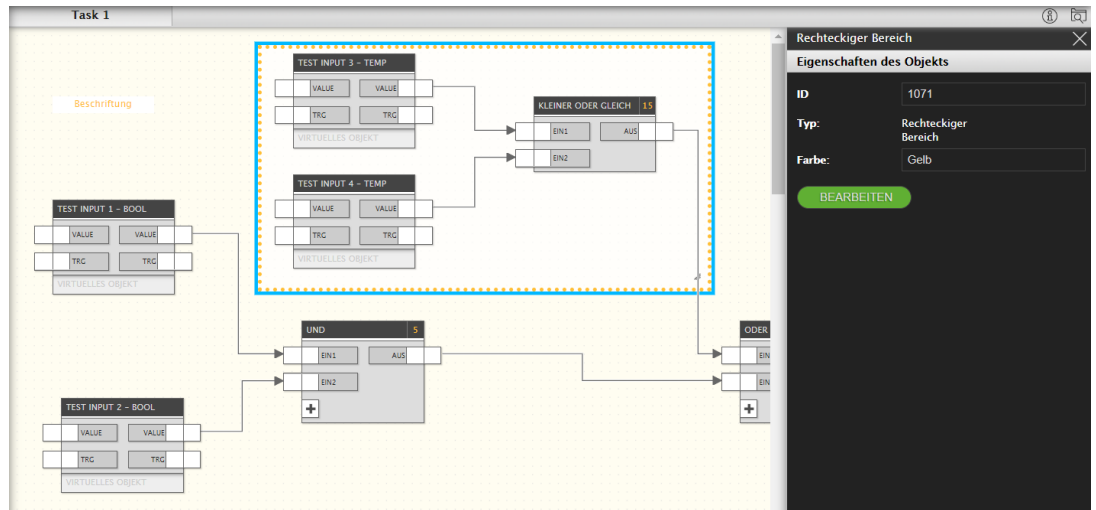 Task 1
Beschriftung
TEST INPUT 3 - TEMP
VALUE VALUE
TRG TRG
VIRTUELLES OBJEKT
KLEINER ODER GLEICH 15
EIN1 AUS
EIN2
TEST INPUT 4 - TEMP
VALUE VALUE
TRG TRG
VIRTUELLES OBJEKT
TEST INPUT 1 - BOOL
VALUE VALUE
TRG TRG
VIRTUELLES OBJEKT
UND 5
EIN1 AUS
EIN2
+
ODER
EIN
EIN
+
TEST INPUT 2 - BOOL
VALUE VALUE
TRG TRG
VIRTUELLES OBJEKT
Rechteckiger Bereich
Eigenschaften des Objekts
ID 1071
Typ: Rechteckiger
Bereich
Farbe: Gelb
BEARBEITEN